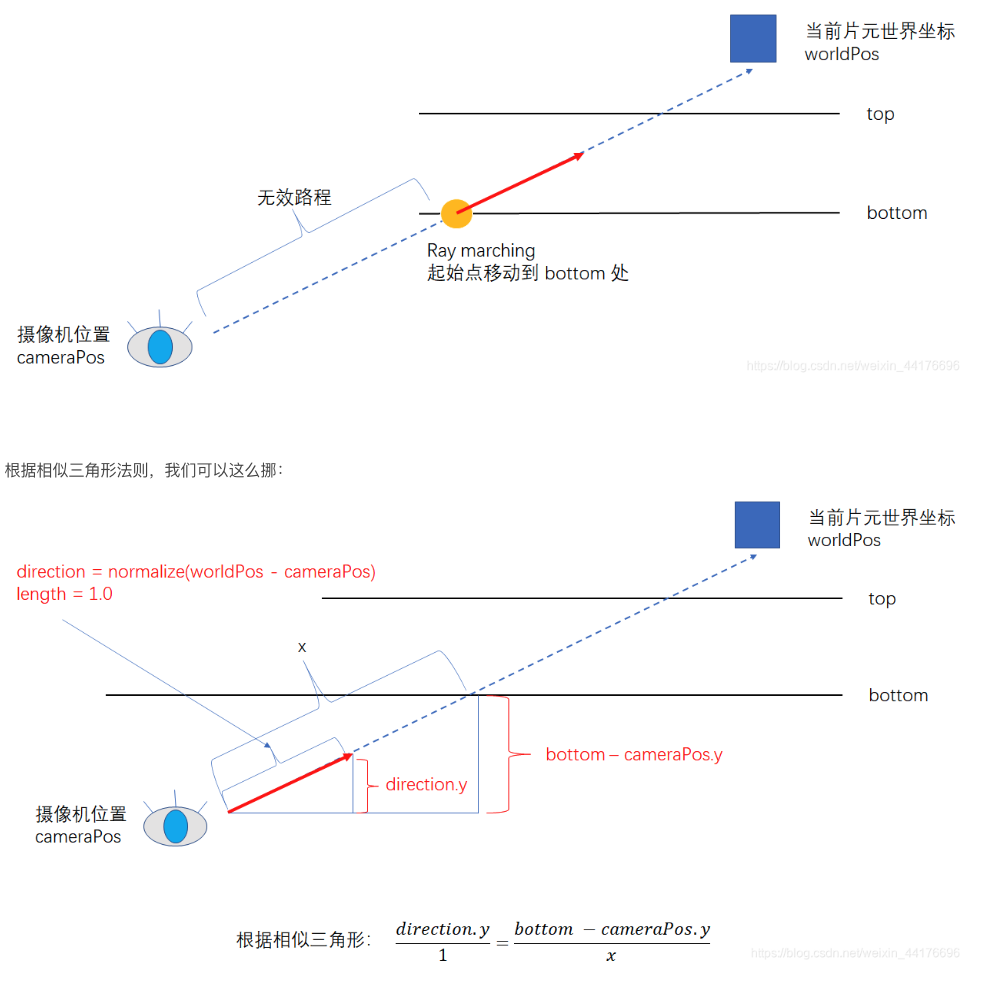 当前片元世界坐标
worldPos
top
无效路程
bottom
Ray marching
起始点移动到 bottom 处
摄像机位置
cameraPos
https://blog.csdn.net/weixin_44176696
根据相似三角形法则，我们可以这么挪：
当前片元世界坐标
worldPos
direction = normalize(worldPos - cameraPos)
length = 1.0
top
x
bottom
bottom – cameraPos.y
direction.y
摄像机位置
cameraPos
根据相似三角形： direction.y / 1 = bottom − cameraPos.y / x
https://blog.csdn.net/weixin_44176696